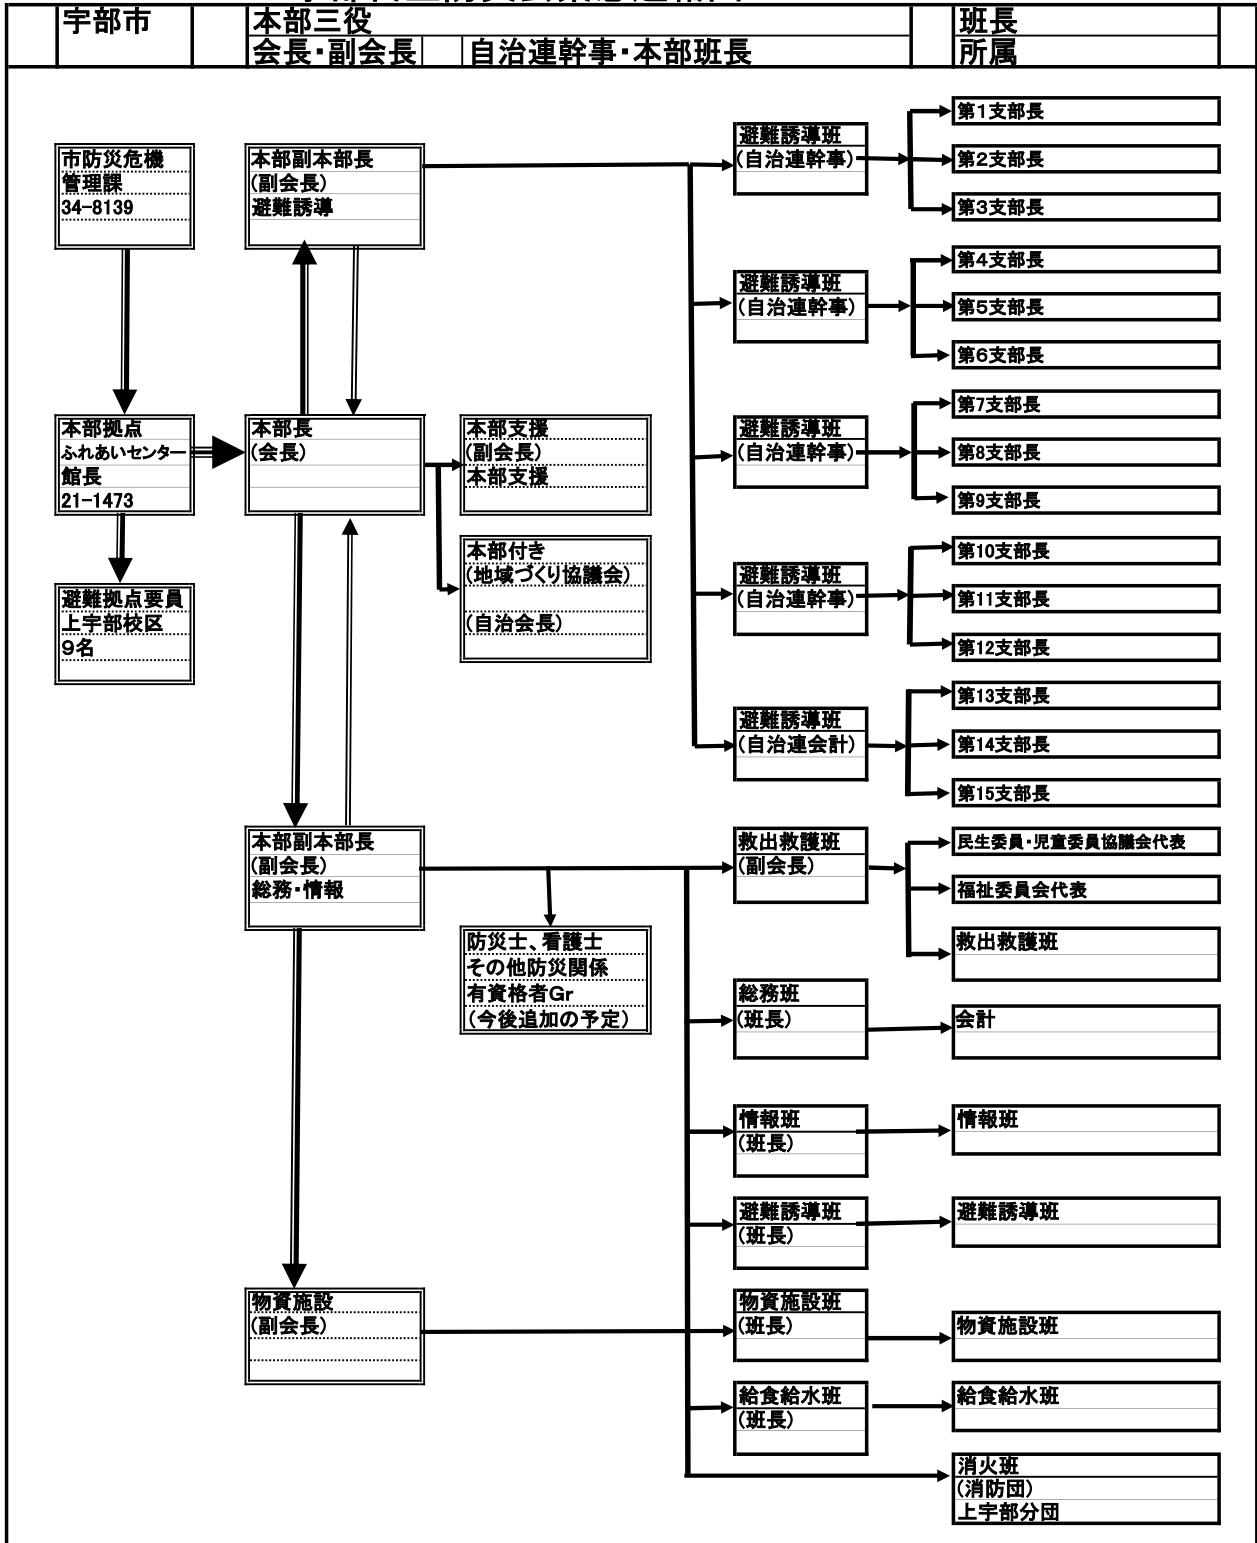 宇部市
本部三役
会長・副会長
自治連幹事・本部班長
班長
所属
市防災危機
管理課
34-8139
本部拠点
ふれあいセンター
館長
21-1473
避難拠点要員
上宇部校区
9名
本部副本部長
(副会長)
避難誘導
本部長
(会長)
本部支援
(副会長)
本部支援
本部付き
(地域づくり協議会)
(自治会長)
本部副本部長
(副会長)
総務・情報
防災士、看護士
その他防災関係
有資格者Gr
(今後追加の予定)
物資施設
(副会長)
避難誘導班
(自治連幹事)
第1支部長
第2支部長
第3支部長
避難誘導班
(自治連幹事)
第4支部長
第5支部長
第6支部長
避難誘導班
(自治連幹事)
第7支部長
第8支部長
第9支部長
避難誘導班
(自治連幹事)
第10支部長
第11支部長
第12支部長
避難誘導班
(自治連会計)
第13支部長
第14支部長
第15支部長
救出救護班
(副会長)
民生委員・児童委員協議会代表
福祉委員会代表
救出救護班
総務班
(班長)
会計
情報班
(班長)
情報班
避難誘導班
(班長)
避難誘導班
物資施設班
(班長)
物資施設班
給食給水班
(班長)
給食給水班
消火班
(消防団)
上宇部分団